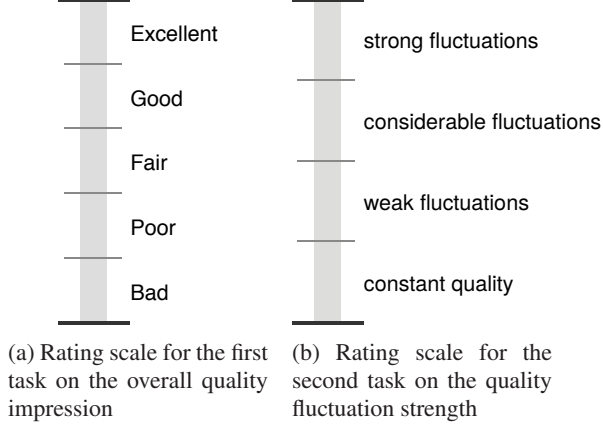 Excellent
Good
Fair
Poor
Bad
(a) Rating scale for the first
task on the overall quality
impression
strong fluctuations
considerable fluctuations
weak fluctuations
constant quality
(b) Rating scale for the
second task on the quality
fluctuation strength